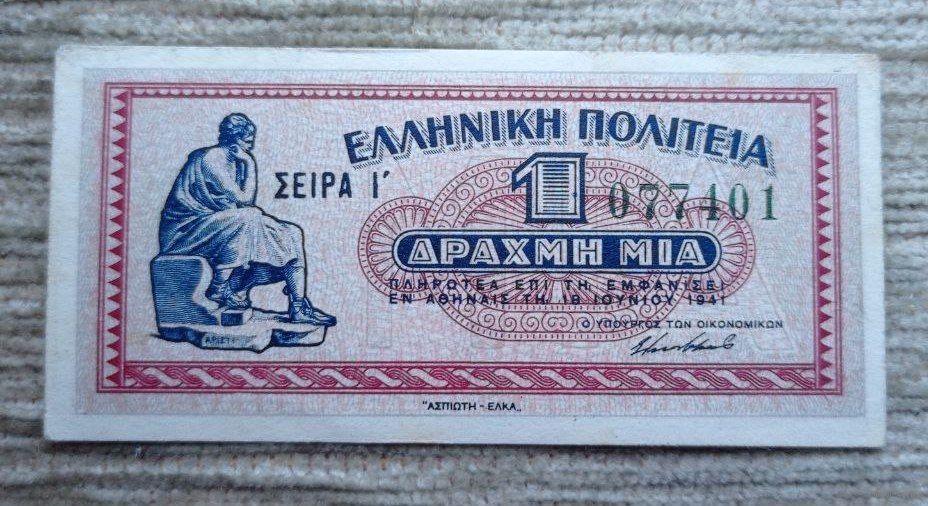 ΕΛΛΗΝΙΚΗ ΠΟΛΙΤΕΙΑ
ΣΕΙΡΑ Ι΄
1
077401
ΔΡΑΧΜΗ ΜΙΑ
ΠΛΗΡΩΤΕΑ ΕΠΙ ΤΗ ΕΜΦΑΝΙΣΕΙ
ΕΝ ΑΘΗΝΑΙΣ ΤΗ 18 ΙΟΥΝΙΟΥ 1941
Ο ΥΠΟΥΡΓΟΣ ΤΩΝ ΟΙΚΟΝΟΜΙΚΩΝ
ΑΡΙΣΤ
"ΑΣΠΙΩΤΗ - ΕΛΚΑ„